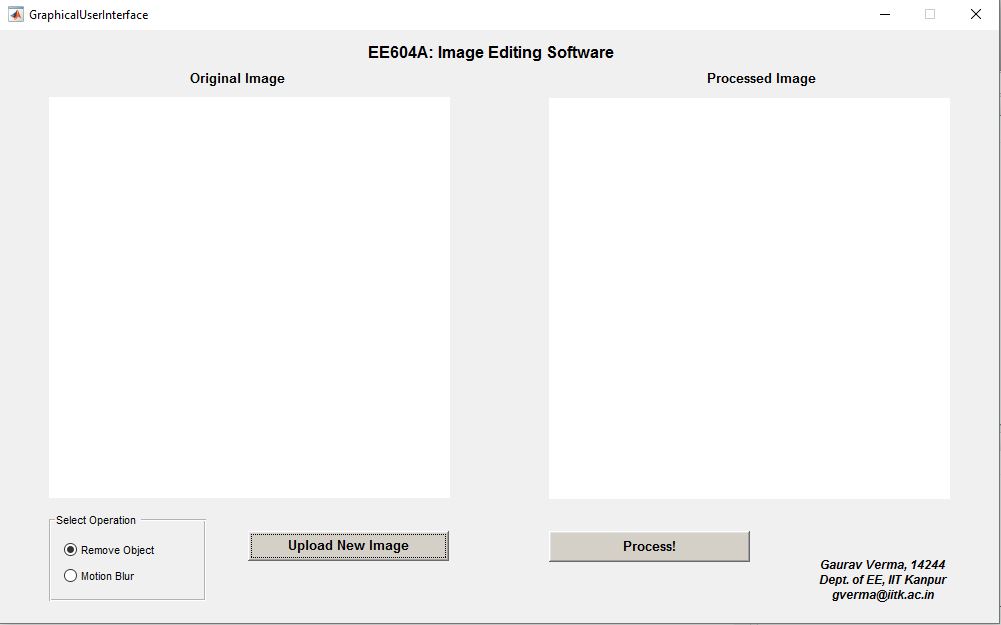 GraphicalUserInterface
EE604A: Image Editing Software
Original Image
Processed Image
Select Operation
Remove Object
Motion Blur
Upload New Image
Process!
Gaurav Verma, 14244
Dept. of EE, IIT Kanpur
gverma@iitk.ac.in